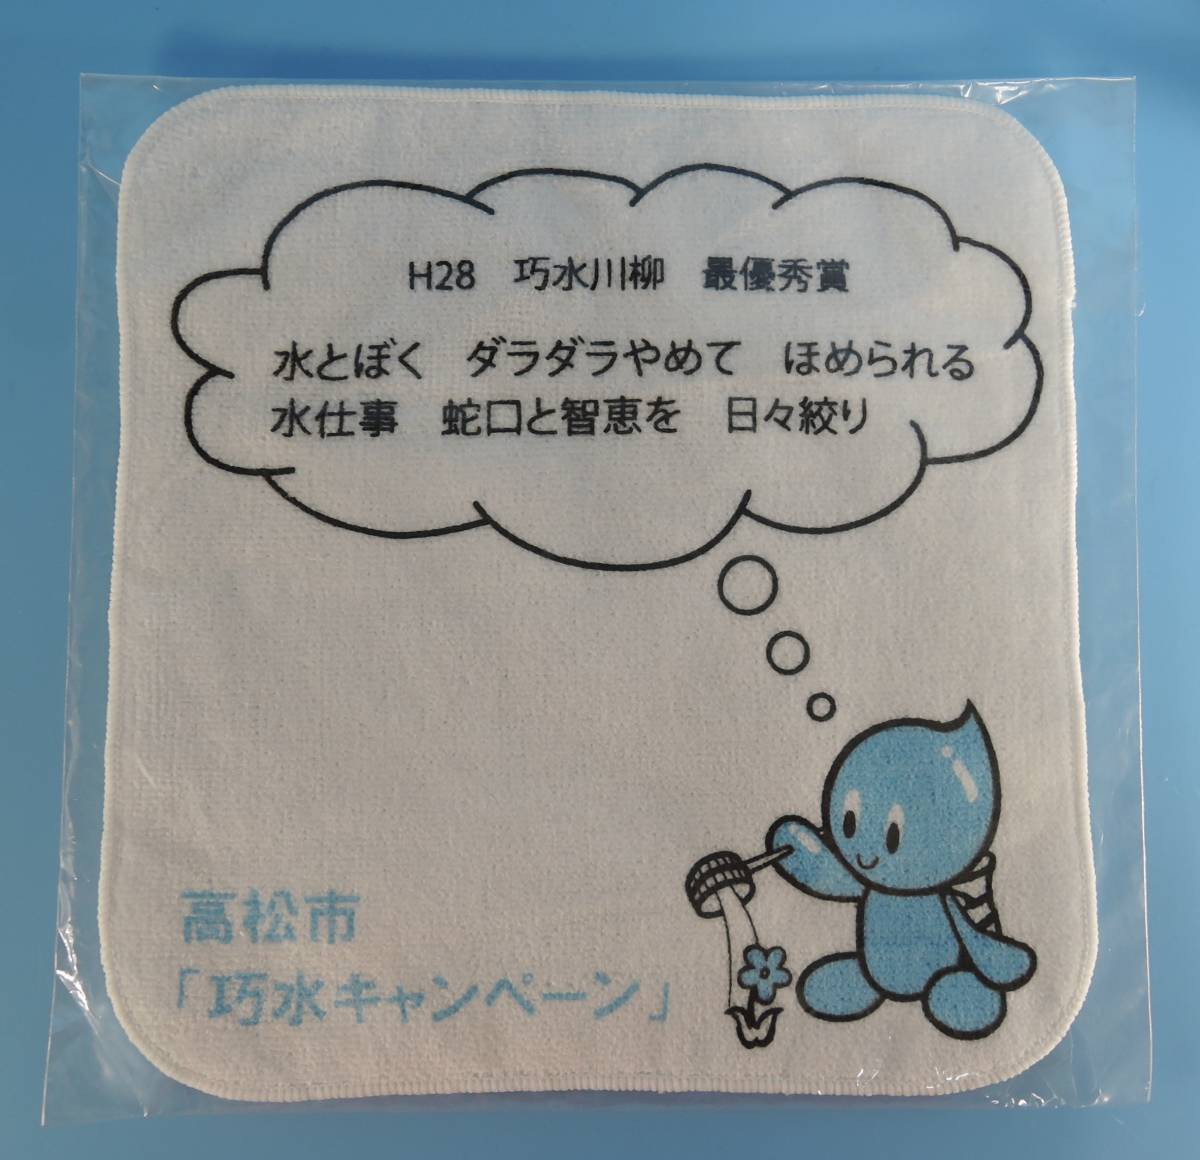 H28　巧水川柳　最優秀賞
水とぼく　ダラダラやめて　ほめられる
水仕事　蛇口と智恵を　日々絞り
高松市
「巧水キャンペーン」